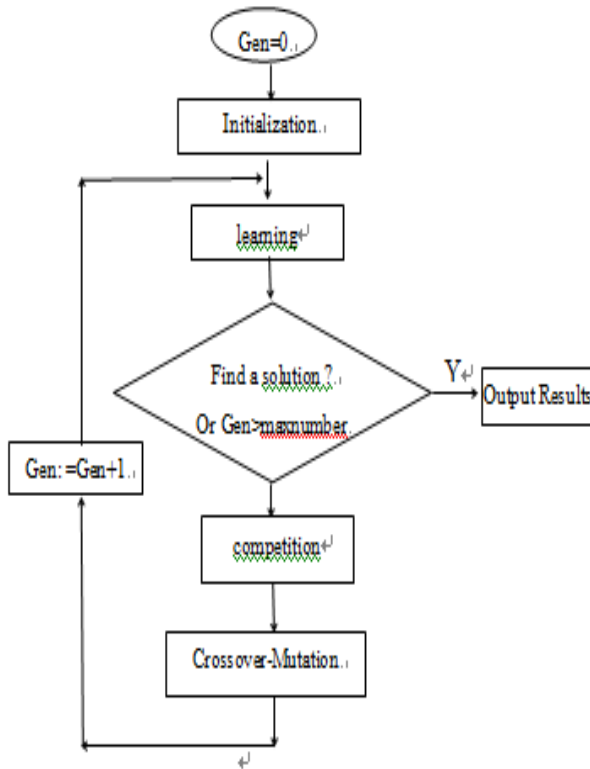 Gen=0
Initialization
learning
Find a solution ?
Or Gen>maxnumber
Y
Output Results
Gen: =Gen+1
competition
Crossover-Mutation